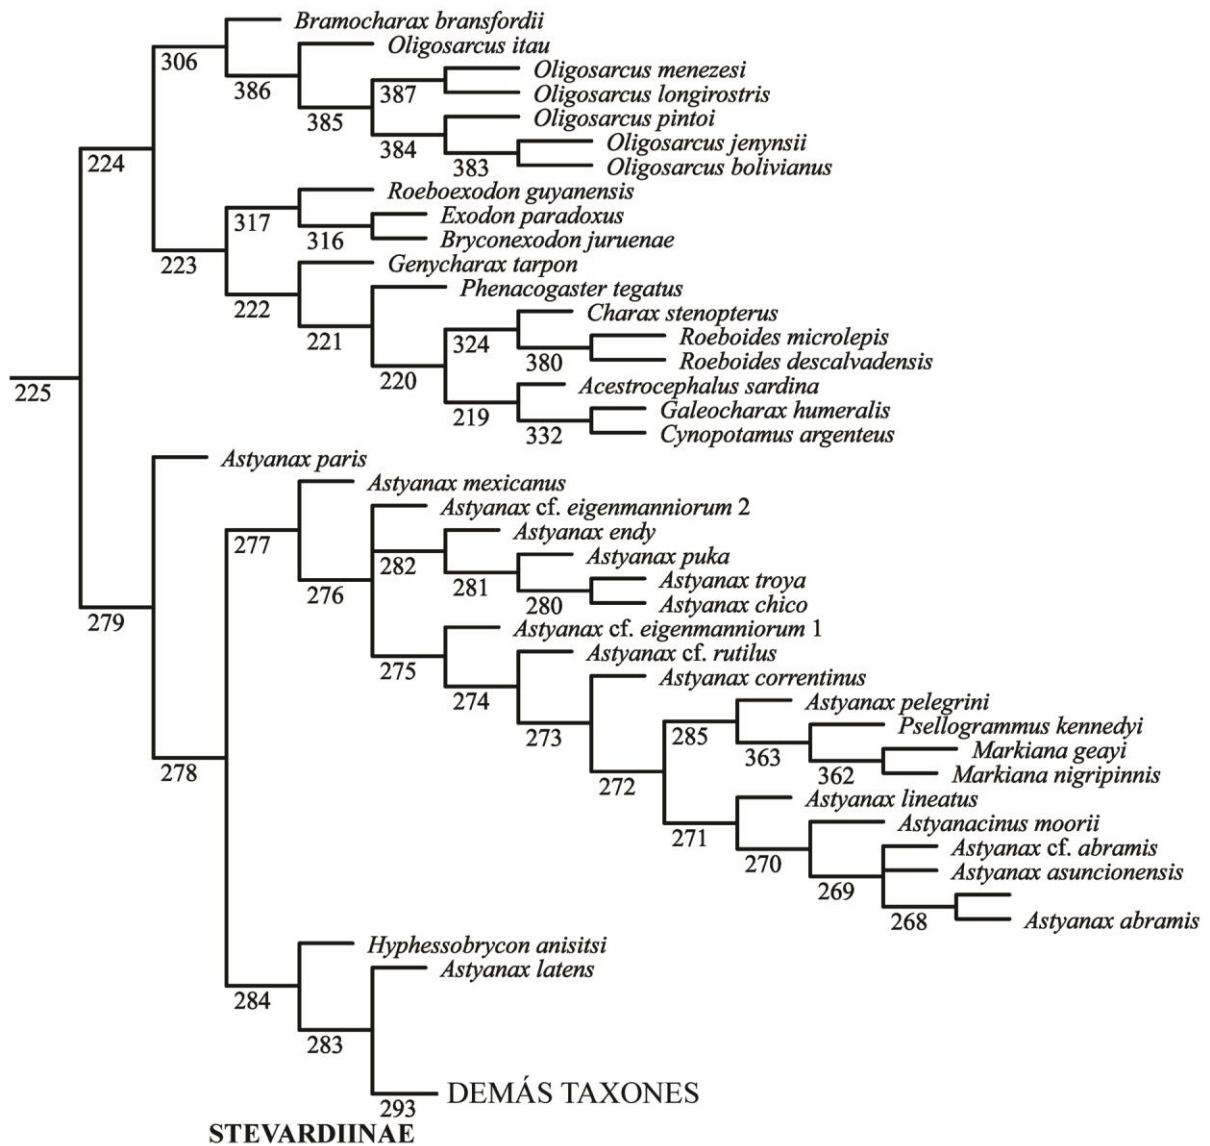 Bramocharax bransfordii
306
Oligosarcus itau
386
Oligosarcus menezesi
387
Oligosarcus longirostris
385
Oligosarcus pintoi
384
Oligosarcus jenynsii
224
383
Oligosarcus bolivianus
Roeboexodon guyanensis
317
Exodon paradoxus
316
Bryconexodon juruenae
223
Genycharax tarpon
Phenacogaster tegatus
222
Charax stenopterus
221
324
Roeboides microlepis
380
Roeboides descalvadensis
220
225
Acestrocephalus sardina
219
Galeocharax humeralis
332
Cynopotamus argenteus
Astyanax paris
Astyanax mexicanus
Astyanax cf. eigenmanniorum 2
Astyanax endy
277
Astyanax puka
282
Astyanax troya
276
281
280
Astyanax chico
279
Astyanax cf. eigenmanniorum 1
Astyanax cf. rutilus
275
Astyanax correntinus
274
Astyanax pelegrini
Psellogrammus kennedyi
273
285
Markiana geayi
363
278
362
Markiana nigripinnis
272
Astyanax lineatus
Astyanacinus moorii
271
Astyanax cf. abramis
270
Astyanax asuncionensis
269
268
Astyanax abramis
Hyphessobrycon anisitsi
Astyanax latens
284
283
DEMÁS TAXONES
293
STEVARDIINAE